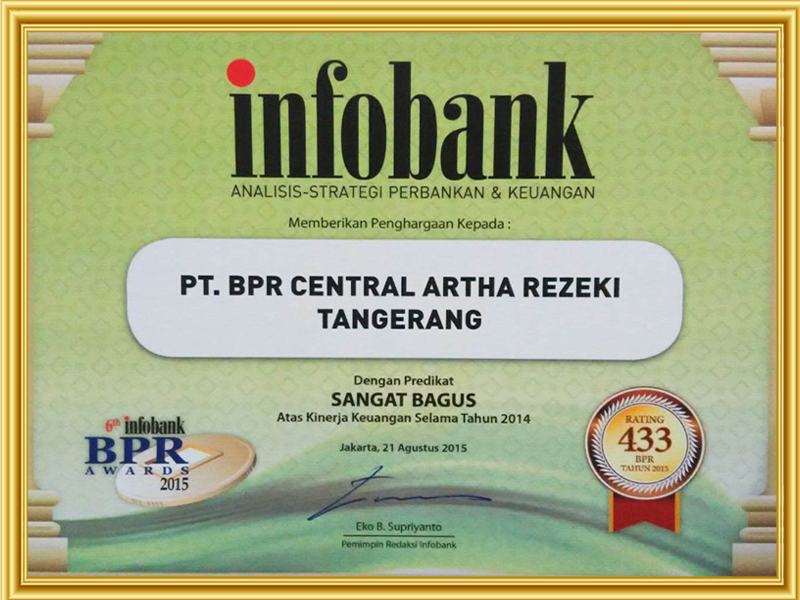 infobank
ANALISIS-STRATEGI PERBANKAN & KEUANGAN
Memberikan Penghargaan Kepada :
PT. BPR CENTRAL ARTHA REZEKI
TANGERANG
Dengan Predikat
SANGAT BAGUS
Atas Kinerja Keuangan Selama Tahun 2014
Jakarta, 21 Agustus 2015
6th infobank
BPR
AWARDS
2015
RATING
433
BPR
TAHUN 2015
Eko B. Supriyanto
Pemimpin Redaksi Infobank